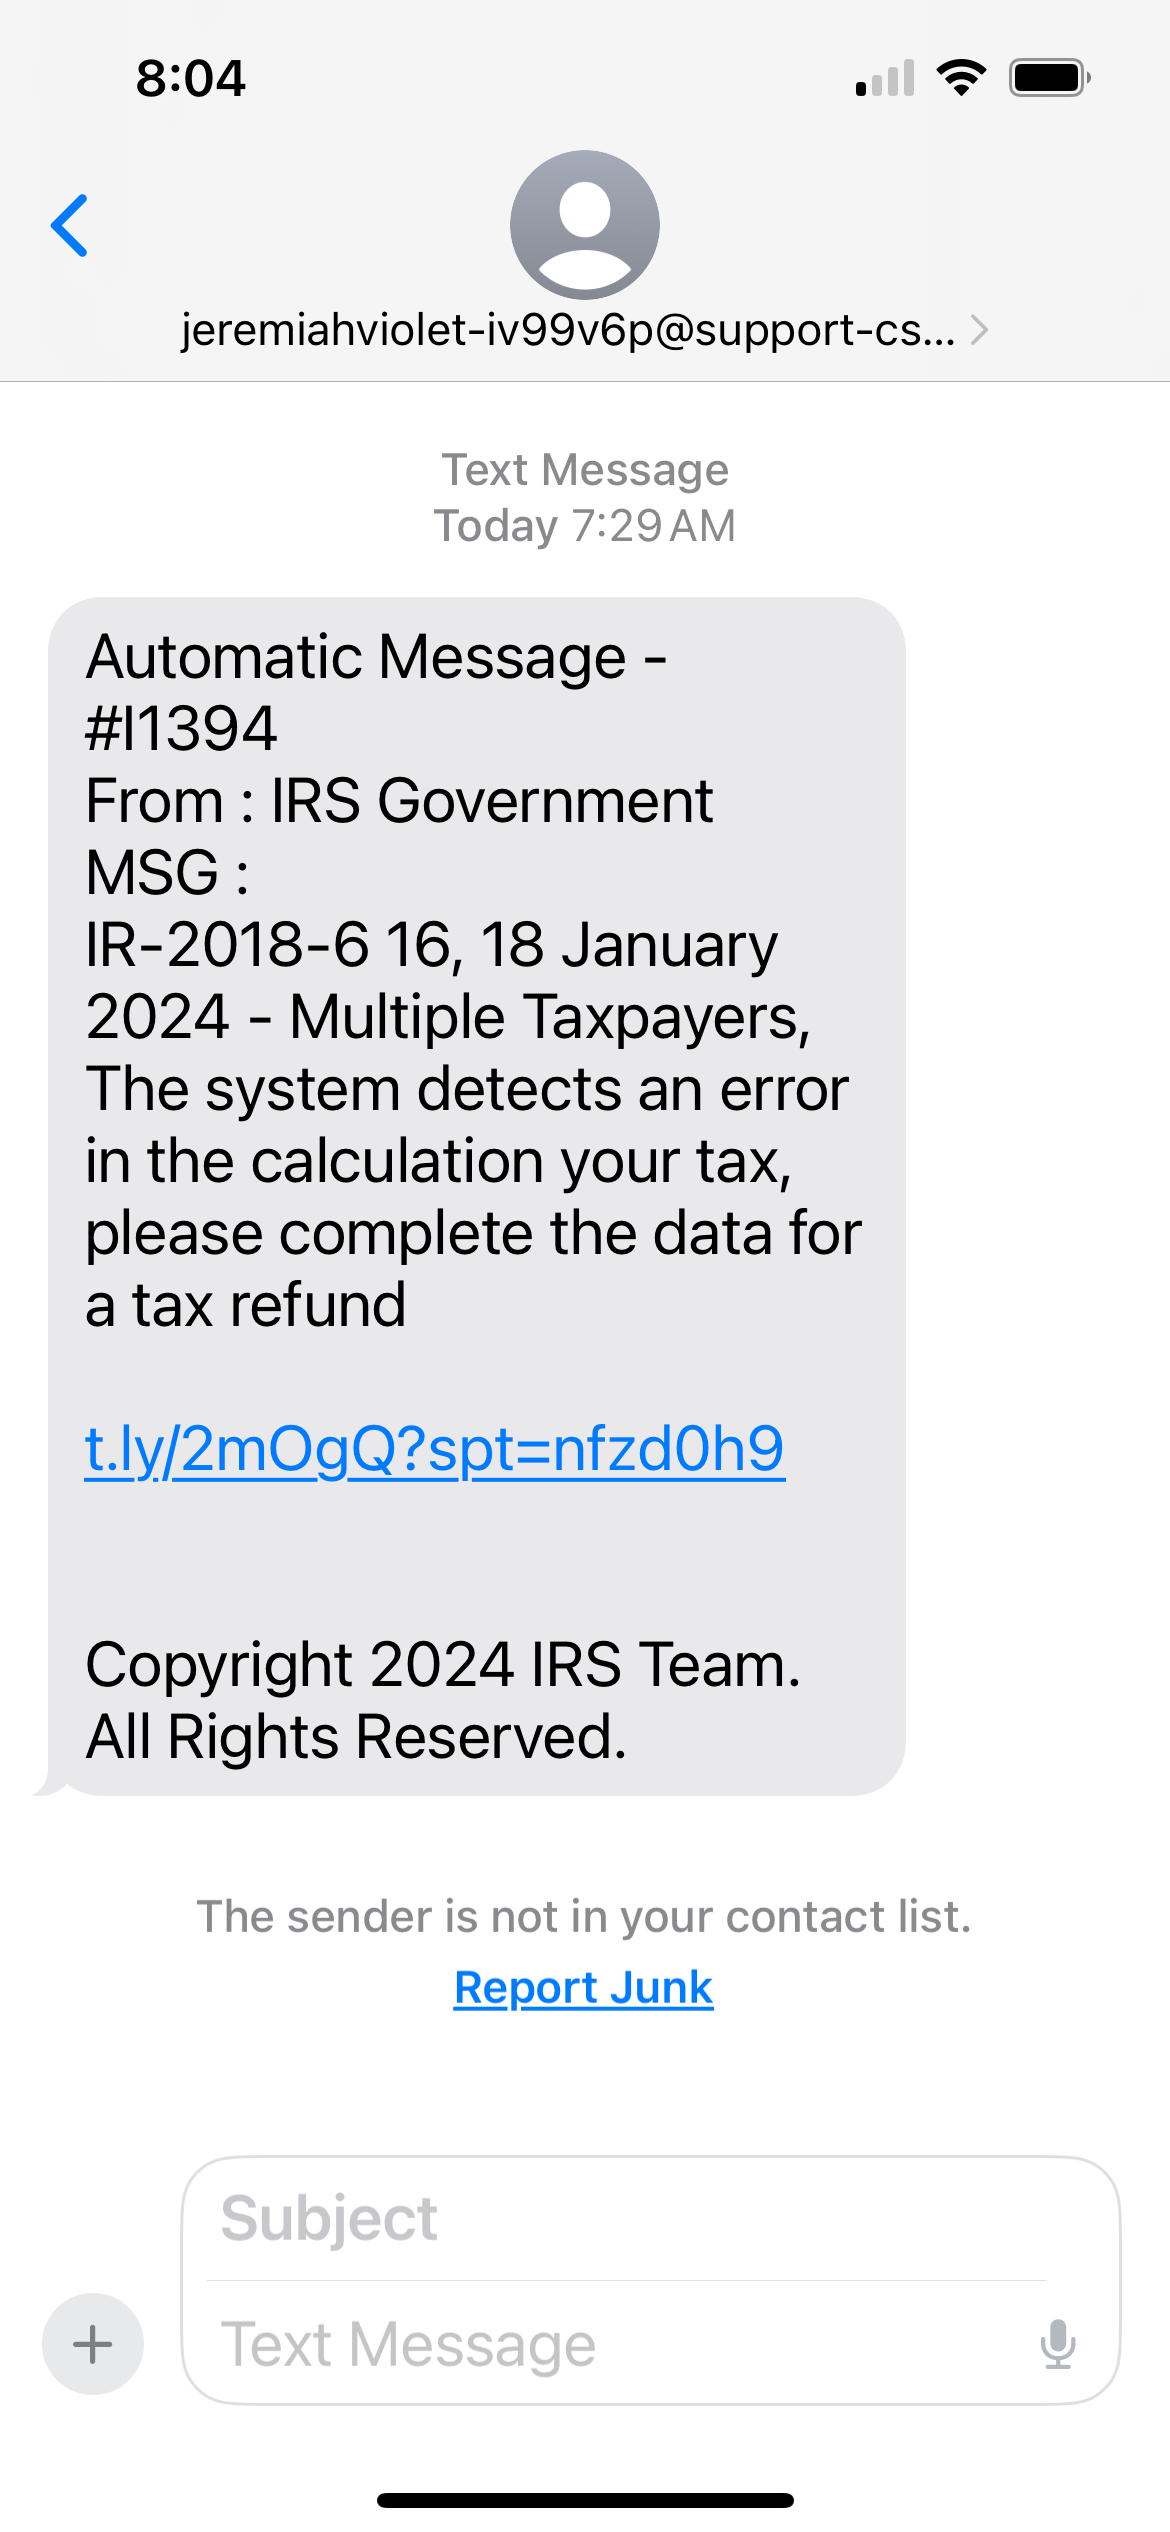 8:04
jeremiahviolet-iv99v6p@support-cs...
Text Message
Today 7:29 AM
Automatic Message -
#I1394
From : IRS Government
MSG :
IR-2018-6 16, 18 January
2024 - Multiple Taxpayers,
The system detects an error
in the calculation your tax,
please complete the data for
a tax refund
t.ly/2mOgQ?spt=nfzd0h9
Copyright 2024 IRS Team.
All Rights Reserved.
The sender is not in your contact list.
Report Junk
Subject
Text Message